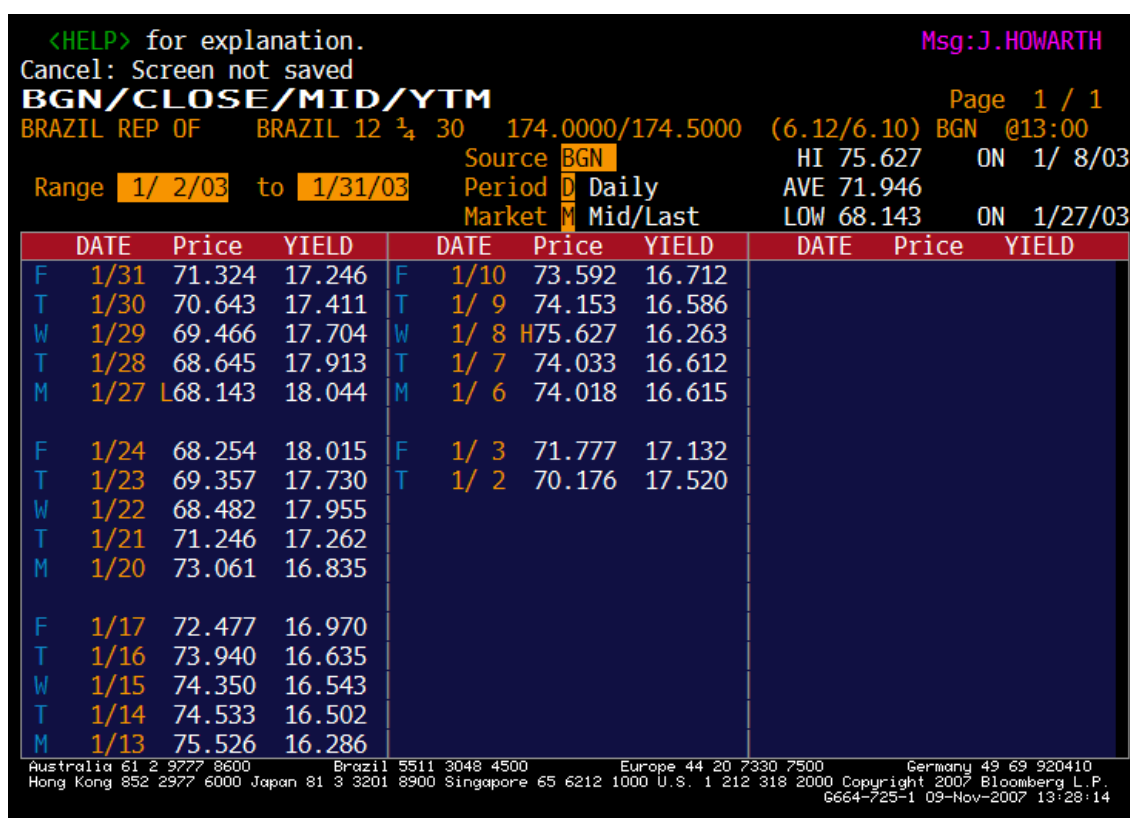 <HELP> for explanation. Msg:J.HOWARTH
Cancel: Screen not saved
BGN/CLOSE/MID/YTM Page 1 / 1
BRAZIL REP OF BRAZIL 12 ¼ 30 174.0000/174.5000 (6.12/6.10) BGN @13:00
Source BGN HI 75.627 ON 1/ 8/03
Range 1/ 2/03 to 1/31/03 Period D Daily AVE 71.946
Market M Mid/Last LOW 68.143 ON 1/27/03
DATE Price YIELD DATE Price YIELD DATE Price YIELD
F 1/31 71.324 17.246 F 1/10 73.592 16.712
T 1/30 70.643 17.411 T 1/ 9 74.153 16.586
W 1/29 69.466 17.704 W 1/ 8 H75.627 16.263
T 1/28 68.645 17.913 T 1/ 7 74.033 16.612
M 1/27 L68.143 18.044 M 1/ 6 74.018 16.615
F 1/24 68.254 18.015 F 1/ 3 71.777 17.132
T 1/23 69.357 17.730 T 1/ 2 70.176 17.520
W 1/22 68.482 17.955
T 1/21 71.246 17.262
M 1/20 73.061 16.835
F 1/17 72.477 16.970
T 1/16 73.940 16.635
W 1/15 74.350 16.543
T 1/14 74.533 16.502
M 1/13 75.526 16.286
Australia 61 2 9777 8600 Brazil 5511 3048 4500 Europe 44 20 7330 7500 Germany 49 69 920410
Hong Kong 852 2977 6000 Japan 81 3 3201 8900 Singapore 65 6212 1000 U.S. 1 212 318 2000 Copyright 2007 Bloomberg L.P.
G664-725-1 09-Nov-2007 13:28:14